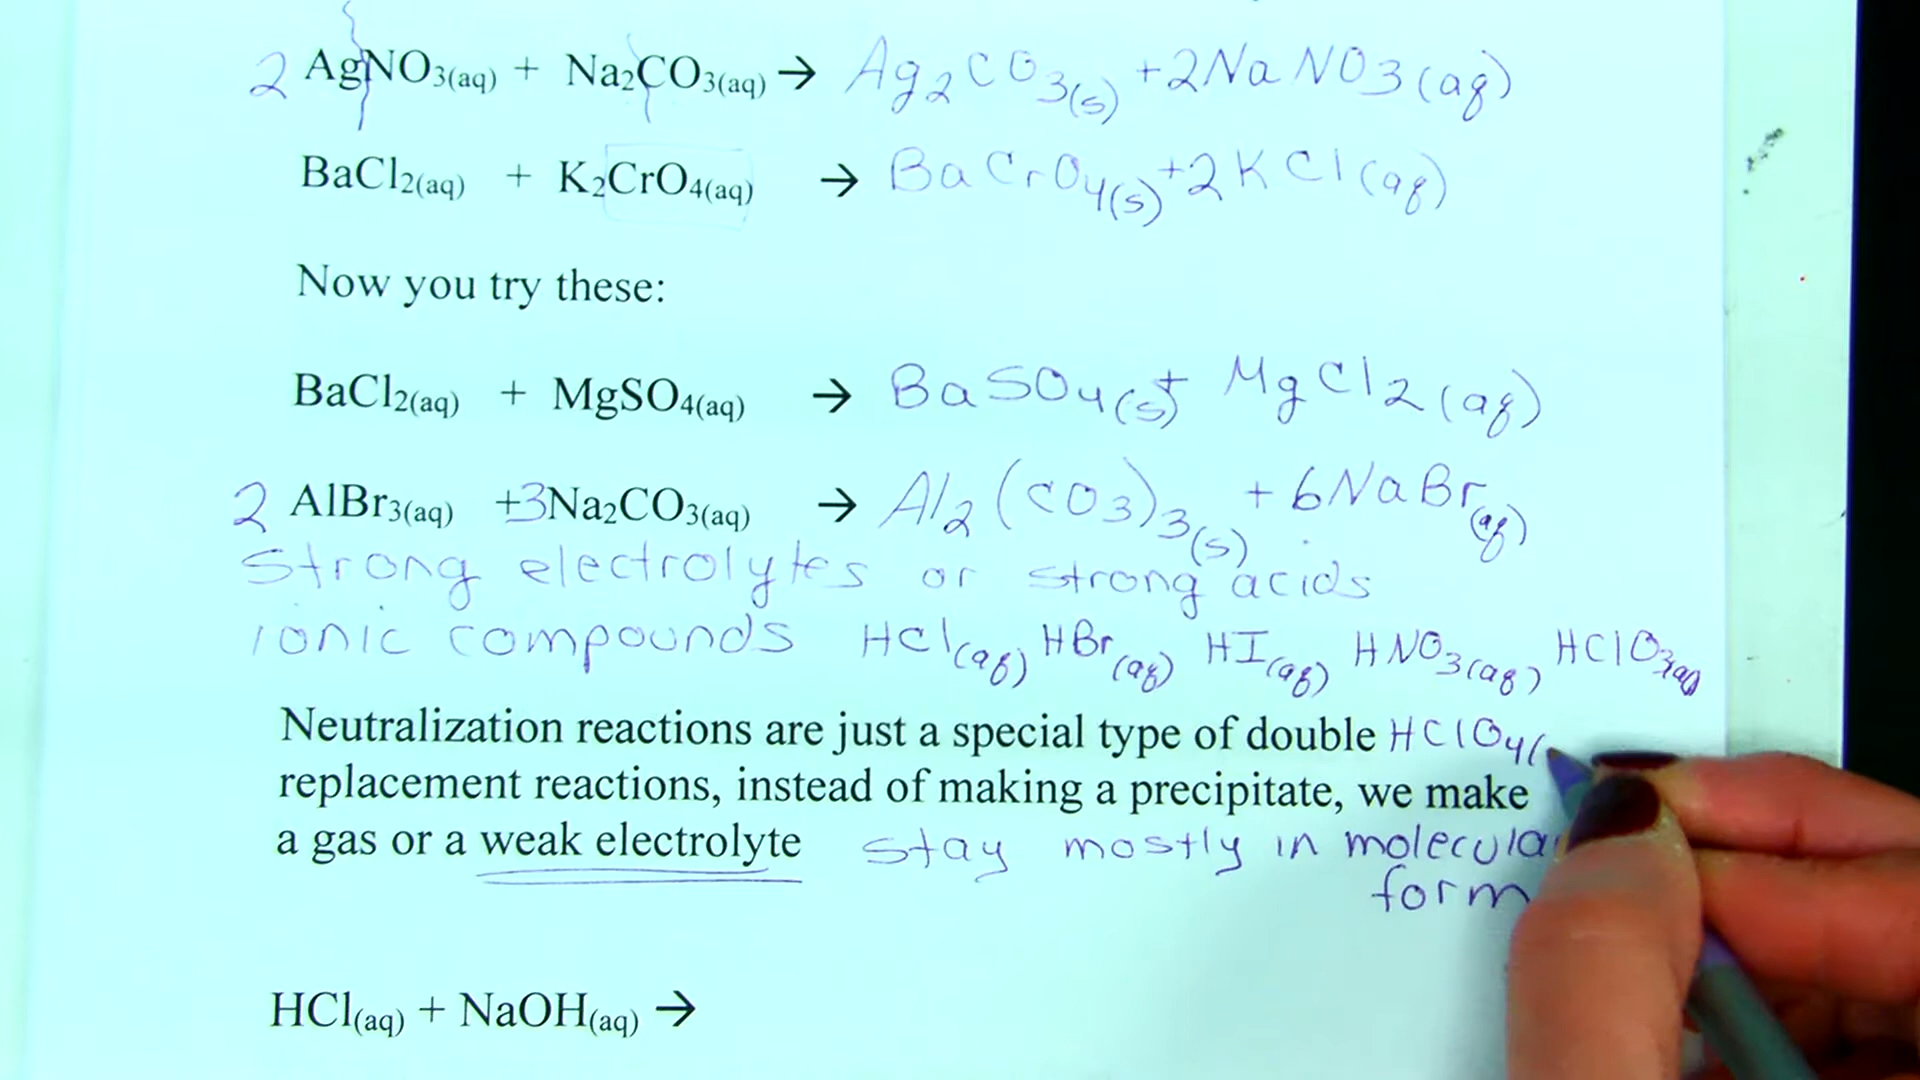 2 AgNO3(aq) + Na2CO3(aq) → Ag2CO3(s) + 2NaNO3(aq)
BaCl2(aq) + K2CrO4(aq) → BaCrO4(s) + 2KCl(aq)
Now you try these:
BaCl2(aq) + MgSO4(aq) → BaSO4(s) + MgCl2(aq)
2 AlBr3(aq) + 3Na2CO3(aq) → Al2(CO3)3(s) + 6NaBr(aq)
Strong electrolytes or strong acids
ionic compounds HCl(aq) HBr(aq) HI(aq) HNO3(aq) HClO3(aq)
Neutralization reactions are just a special type of double HClO4(
replacement reactions, instead of making a precipitate, we make
a gas or a weak electrolyte stay mostly in molecula
form
HCl(aq) + NaOH(aq) →